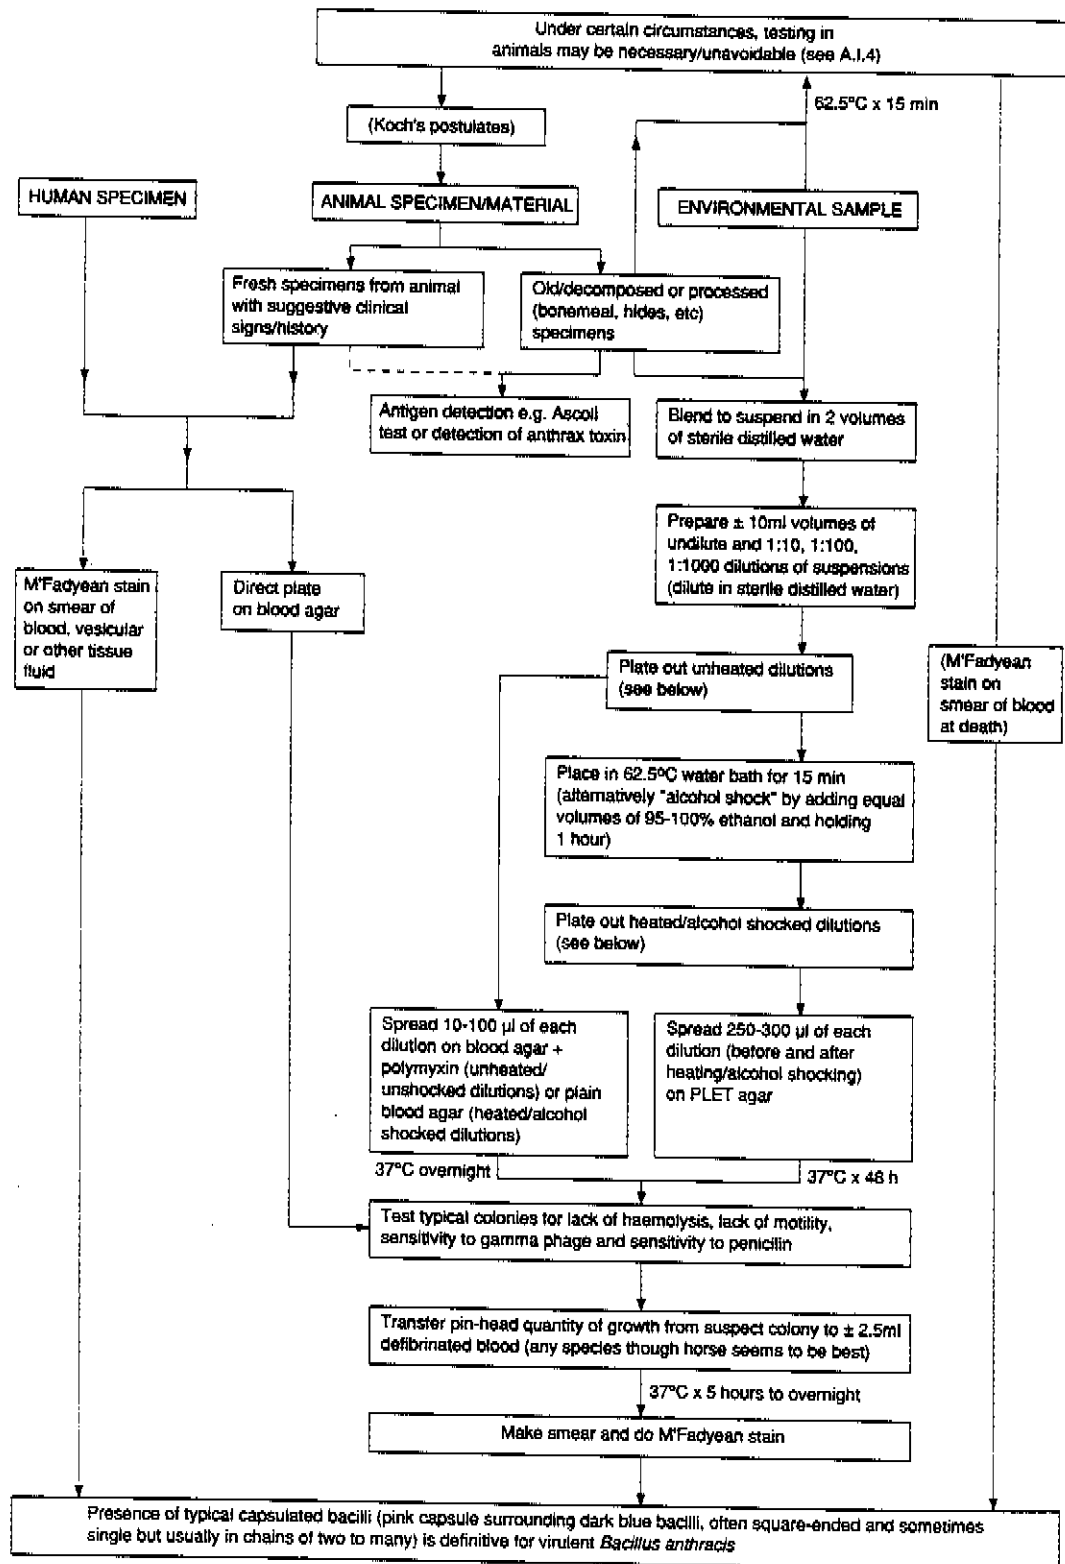 Under certain circumstances, testing in
animals may be necessary/unavoidable (see A.I.4)
62.5°C x 15 min
(Koch's postulates)
HUMAN SPECIMEN
ANIMAL SPECIMEN/MATERIAL
ENVIRONMENTAL SAMPLE
Fresh specimens from animal
with suggestive clinical
signs/history
Old/decomposed or processed
(bonemeal, hides, etc)
specimens
Antigen detection e.g. Ascoli
test or detection of anthrax toxin
Blend to suspend in 2 volumes
of sterile distilled water
Prepare ± 10ml volumes of
undilute and 1:10, 1:100,
1:1000 dilutions of suspensions
(dilute in sterile distilled water)
M'Fadyean stain
on smear of
blood, vesicular
or other tissue
fluid
Direct plate
on blood agar
Plate out unheated dilutions
(see below)
(M'Fadyean
stain on
smear of blood
at death)
Place in 62.5°C water bath for 15 min
(alternatively "alcohol shock" by adding equal
volumes of 95-100% ethanol and holding
1 hour)
Plate out heated/alcohol shocked dilutions
(see below)
Spread 10-100 µl of each
dilution on blood agar +
polymyxin (unheated/
unshocked dilutions) or plain
blood agar (heated/alcohol
shocked dilutions)
Spread 250-300 µl of each
dilution (before and after
heating/alcohol shocking)
on PLET agar
37°C overnight
37°C x 48 h
Test typical colonies for lack of haemolysis, lack of motility,
sensitivity to gamma phage and sensitivity to penicilin
Transfer pin-head quantity of growth from suspect colony to ± 2.5ml
defibrinated blood (any species though horse seems to be best)
37°C x 5 hours to overnight
Make smear and do M'Fadyean stain
Presence of typical capsulated bacilli (pink capsule surrounding dark blue bacilli, often square-ended and sometimes
single but usually in chains of two to many) is definitive for virulent Bacillus anthracis